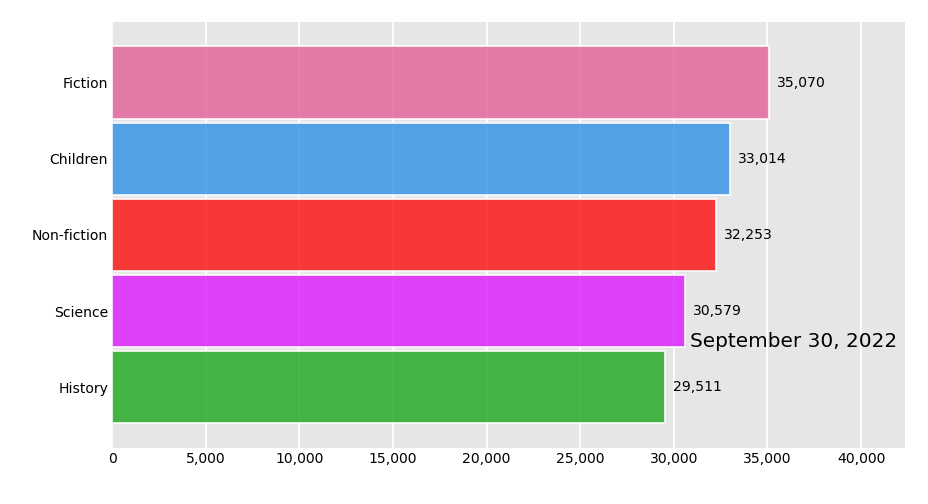 Fiction 35,070
Children 33,014
Non-fiction 32,253
Science 30,579
September 30, 2022
History 29,511
0 5,000 10,000 15,000 20,000 25,000 30,000 35,000 40,000